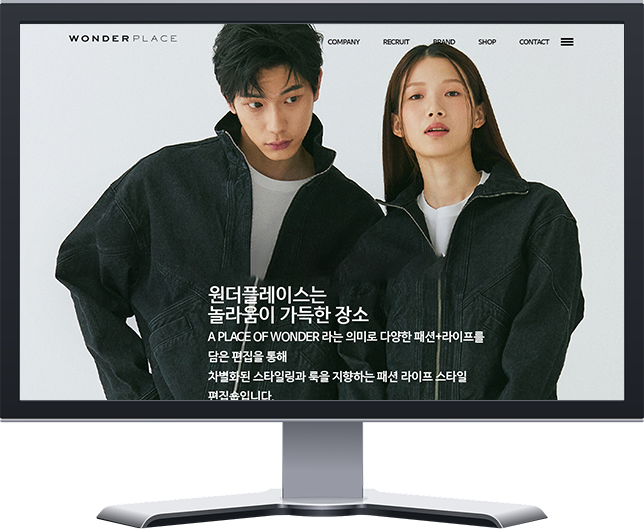 WONDERPLACE
COMPANY RECRUIT BRAND SHOP CONTACT
원더플레이스는
놀라움이 가득한 장소
A PLACE OF WONDER 라는 의미로 다양한 패션+라이프를
담은 편집을 통해
차별화된 스타일링과 룩을 지향하는 패션 라이프 스타일
편집숍입니다.